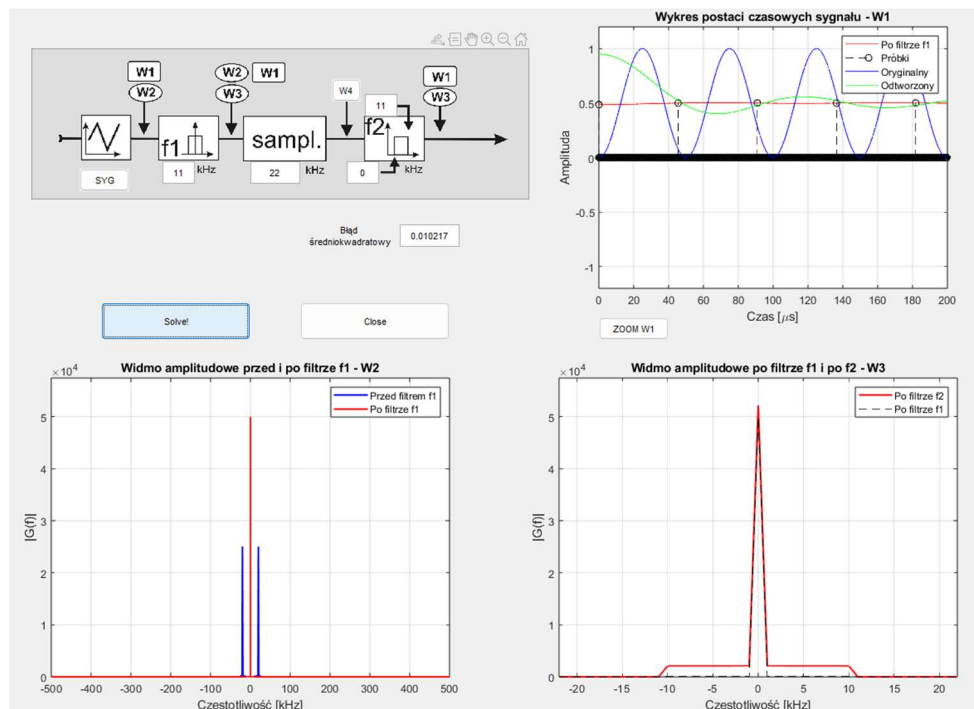 W1
W2
W2
W1
W3
W4
W1
W3
f1
sampl.
11
f2
11
kHz
22
kHz
0
SYG
Błąd
średniokwadratowy
0.010217
Solve!
Close
Wykres postaci czasowych sygnału - W1
Po filtrze f1
Próbki
Oryginalny
Odtworzony
Amplituda
1
0.5
0
-0.5
-1
0 20 40 60 80 100 120 140 160 180 200
Czas [μs]
ZOOM W1
Widmo amplitudowe przed i po filtrze f1 - W2
×10⁴
Przed filtrem f1
Po filtrze f1
|G(f)|
5
4
3
2
1
0
-500 -400 -300 -200 -100 0 100 200 300 400 500
Częstotliwość [kHz]
Widmo amplitudowe po filtrze f1 i po f2 - W3
×10⁴
Po filtrze f2
Po filtrze f1
|G(f)|
5
4
3
2
1
0
-20 -15 -10 -5 0 5 10 15 20
Częstotliwość [kHz]